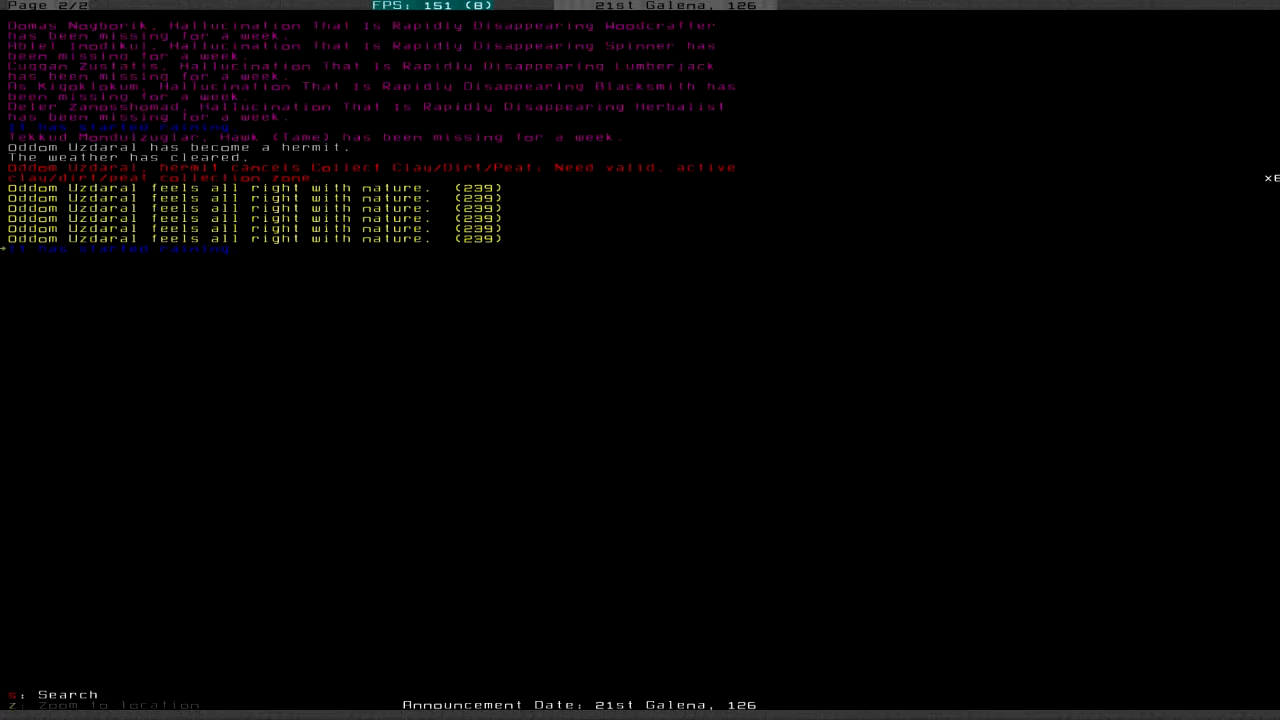 Page 2/2 FPS: 151 (8) 21st Galena, 126
Domas Nogborik, Hallucination That Is Rapidly Disappearing Woodcrafter
has been missing for a week.
Ablel Imodikul, Hallucination That Is Rapidly Disappearing Spinner has
been missing for a week.
Cuggan Zustatis, Hallucination That Is Rapidly Disappearing Lumberjack
has been missing for a week.
As Kigoklokum, Hallucination That Is Rapidly Disappearing Blacksmith has
been missing for a week.
Deler Zanosshomad, Hallucination That Is Rapidly Disappearing Herbalist
has been missing for a week.
It has started raining.
Tekkud Mondulzuglar, Hawk (Tame) has been missing for a week.
Oddom Uzdaral has become a hermit.
The weather has cleared.
Oddom Uzdaral, hermit cancels Collect Clay/Dirt/Peat: Need valid, active
clay/dirt/peat collection zone.
Oddom Uzdaral feels all right with nature. (239)
Oddom Uzdaral feels all right with nature. (239)
Oddom Uzdaral feels all right with nature. (239)
Oddom Uzdaral feels all right with nature. (239)
Oddom Uzdaral feels all right with nature. (239)
Oddom Uzdaral feels all right with nature. (239)
It has started raining.
s: Search
z: Zoom to location Announcement Date: 21st Galena, 126